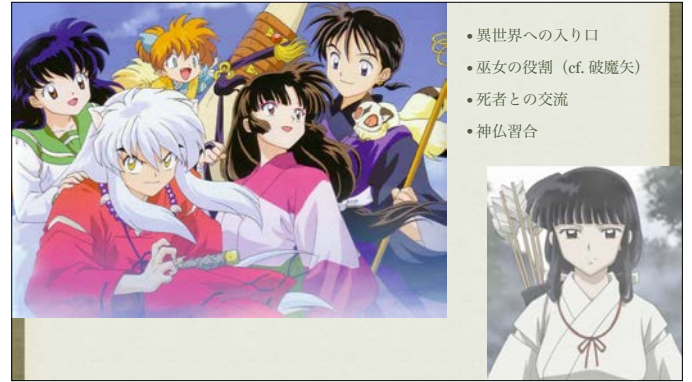 • 異世界への入り口
• 巫女の役割（cf. 破魔矢）
• 死者との交流
• 神仏習合